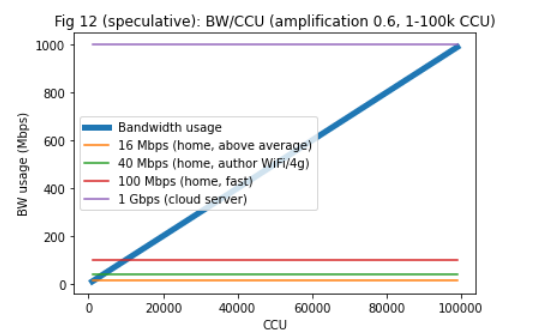 Fig 12 (speculative): BW/CCU (amplification 0.6, 1-100k CCU)
1000
800
600
400
200
0
BW usage (Mbps)
Bandwidth usage
16 Mbps (home, above average)
40 Mbps (home, author WiFi/4g)
100 Mbps (home, fast)
1 Gbps (cloud server)
0 20000 40000 60000 80000 100000
CCU